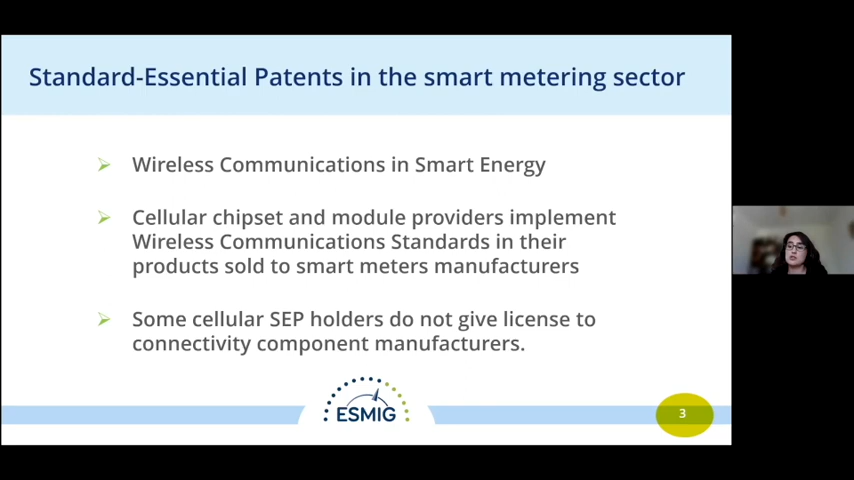 Standard-Essential Patents in the smart metering sector
Wireless Communications in Smart Energy
Cellular chipset and module providers implement
Wireless Communications Standards in their
products sold to smart meters manufacturers
Some cellular SEP holders do not give license to
connectivity component manufacturers.
ESMIG
3